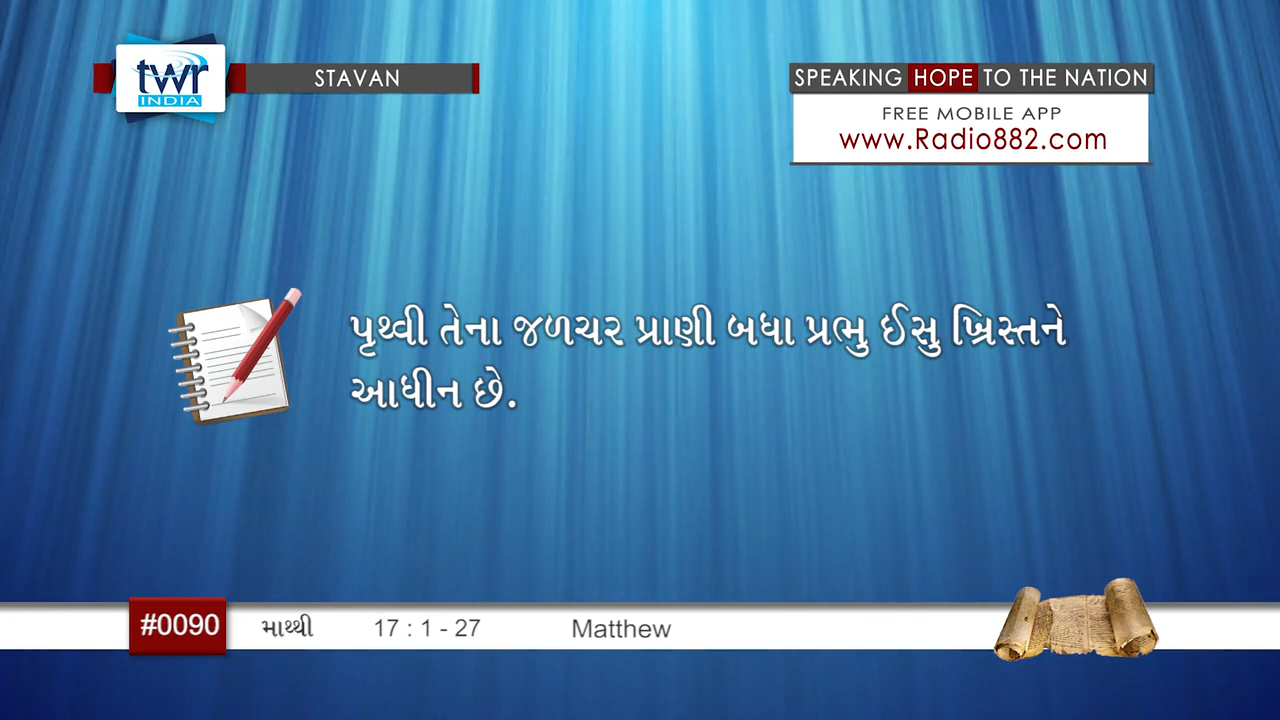 twr
INDIA
STAVAN
SPEAKING HOPE TO THE NATION
FREE MOBILE APP
www.Radio882.com
પૃથ્વી તેના જળચર પ્રાણી બધા પ્રભુ ઈસુ ખ્રિસ્તને
આધીન છે.
#0090 માથ્થી 17 : 1 - 27 Matthew